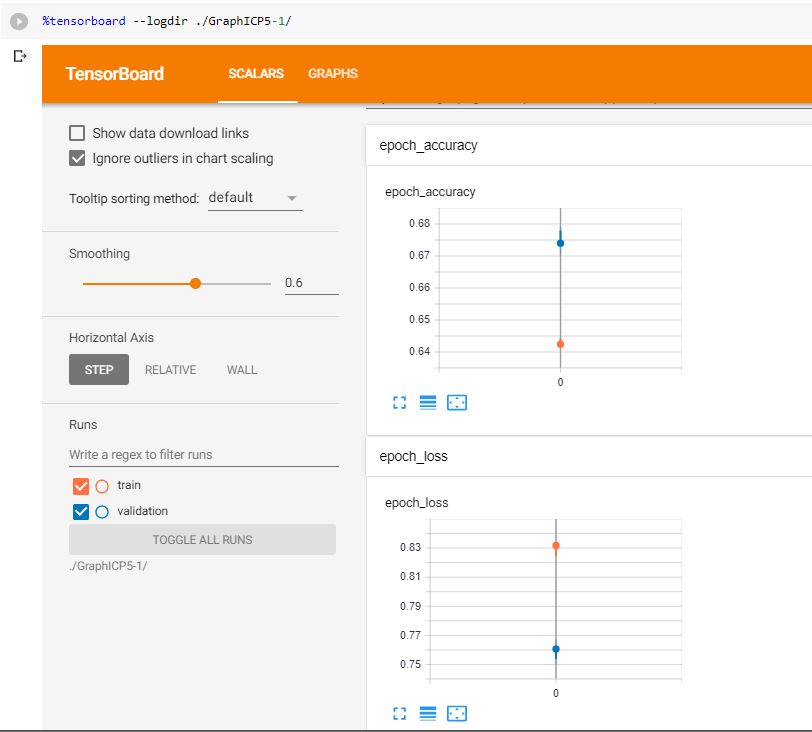 %tensorboard --logdir ./GraphICP5-1/
TensorBoard
SCALARS
GRAPHS
Show data download links
Ignore outliers in chart scaling
Tooltip sorting method: default
Smoothing
0.6
Horizontal Axis
STEP
RELATIVE
WALL
Runs
Write a regex to filter runs
train
validation
TOGGLE ALL RUNS
./GraphICP5-1/
epoch_accuracy
epoch_accuracy
0.68
0.67
0.66
0.65
0.64
0
epoch_loss
epoch_loss
0.83
0.81
0.79
0.77
0.75
0